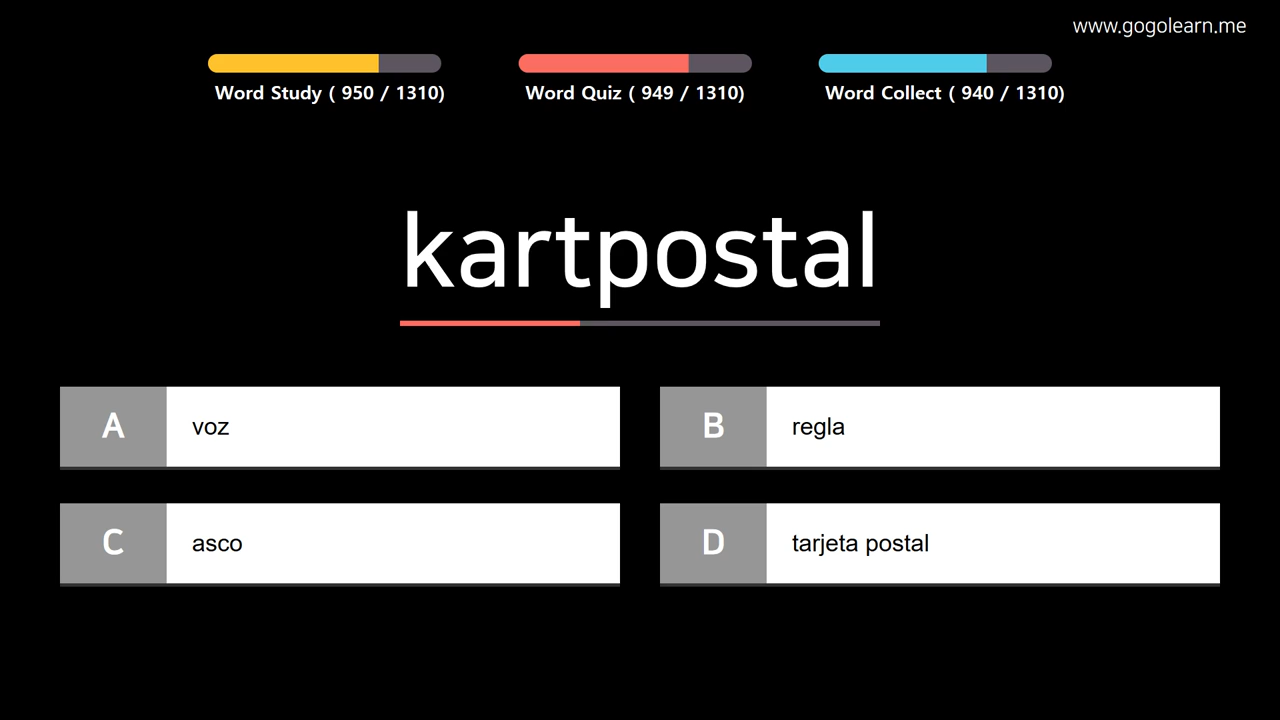 www.gogolearn.me
Word Study ( 950 / 1310)
Word Quiz ( 949 / 1310)
Word Collect ( 940 / 1310)
kartpostal
A voz
B regla
C asco
D tarjeta postal